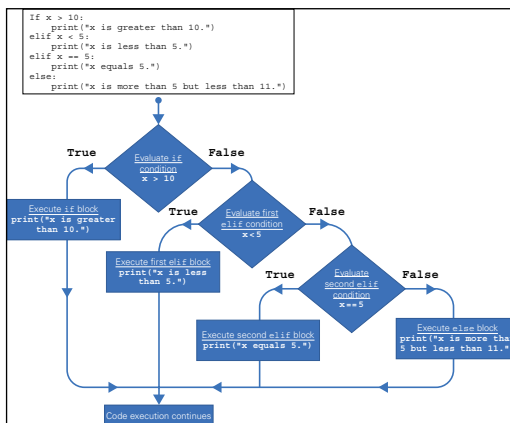 If x > 10:
    print("x is greater than 10.")
elif x < 5:
    print("x is less than 5.")
elif x == 5:
    print("x equals 5.")
else:
    print("x is more than 5 but less than 11.")
True
Evaluate if
condition
x > 10
False
Execute if block
print("x is greater
than 10.")
True
Evaluate first
elif condition
x<5
False
Execute first elif block
print("x is less
than 5.")
True
Evaluate
second elif
condition
x==5
False
Execute second elif block
print("x equals 5.")
Execute else block
print("x is more tha
5 but less than 11."
Code execution continues